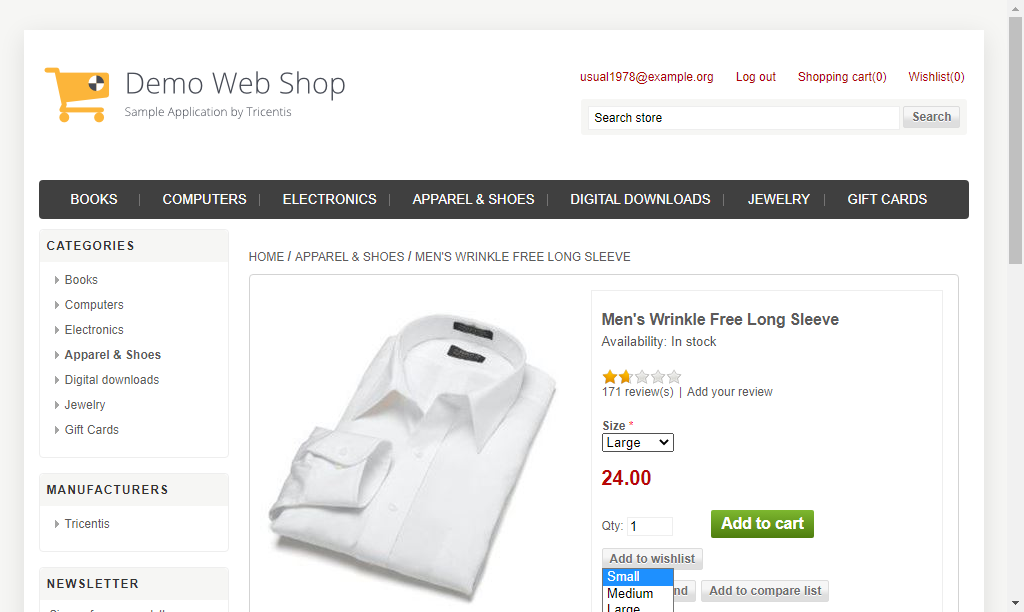 Demo Web Shop
Sample Application by Tricentis
usual1978@example.org Log out Shopping cart(0) Wishlist(0)
Search store Search
BOOKS | COMPUTERS | ELECTRONICS | APPAREL & SHOES | DIGITAL DOWNLOADS | JEWELRY | GIFT CARDS
CATEGORIES
Books
Computers
Electronics
Apparel & Shoes
Digital downloads
Jewelry
Gift Cards
MANUFACTURERS
Tricentis
NEWSLETTER
HOME / APPAREL & SHOES / MEN'S WRINKLE FREE LONG SLEEVE
Men's Wrinkle Free Long Sleeve
Availability: In stock
171 review(s) | Add your review
Size *
Large
24.00
Qty: 1 Add to cart
Add to wishlist
Small
nd Add to compare list
Medium
Large